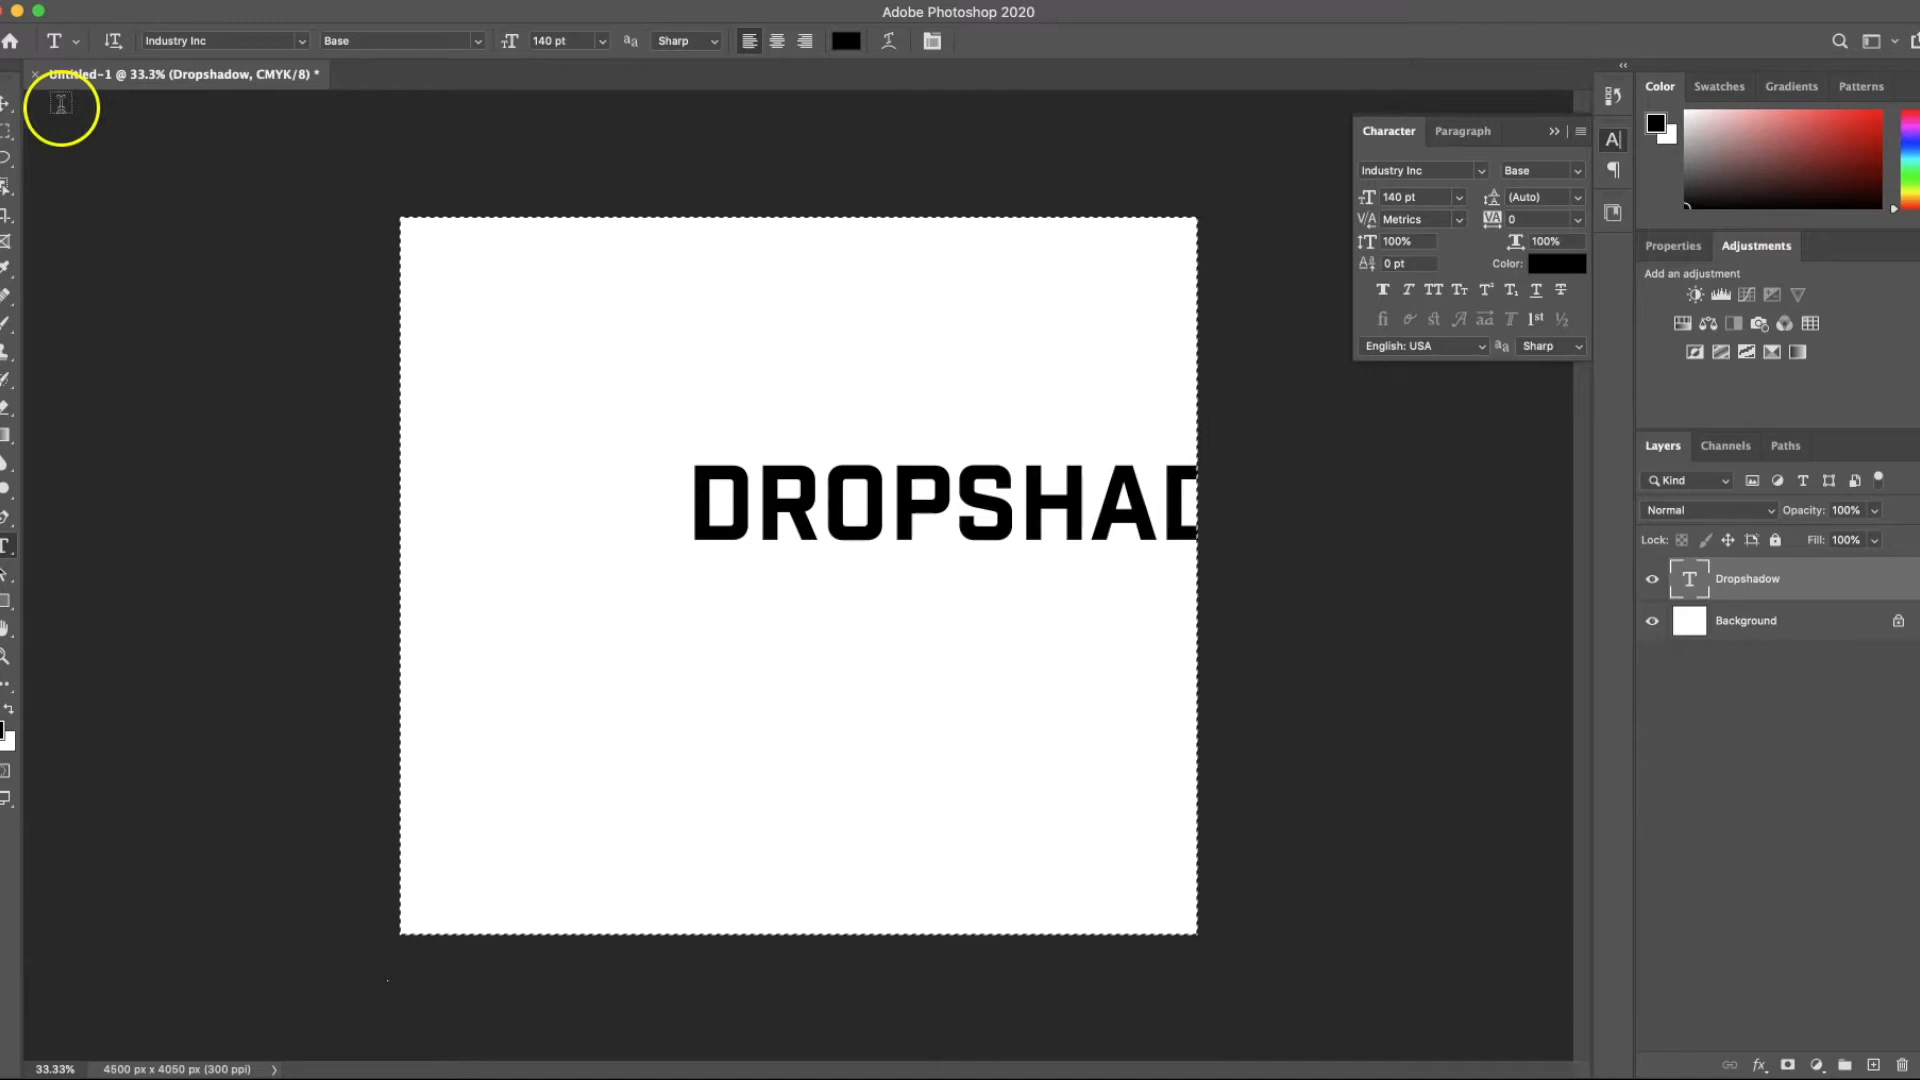 Adobe Photoshop 2020
Industry Inc Base 140 pt Sharp
Untitled-1 @ 33.3% (Dropshadow, CMYK/8) *
Color Swatches Gradients Patterns
Character Paragraph
Industry Inc Base
140 pt (Auto)
Metrics 0
100% 100%
0 pt Color:
English: USA Sharp
Properties Adjustments
Add an adjustment
DROPSHAD
Layers Channels Paths
Kind
Normal Opacity: 100%
Lock: Fill: 100%
Dropshadow
Background
33.33% 4500 px x 4050 px (300 ppi)